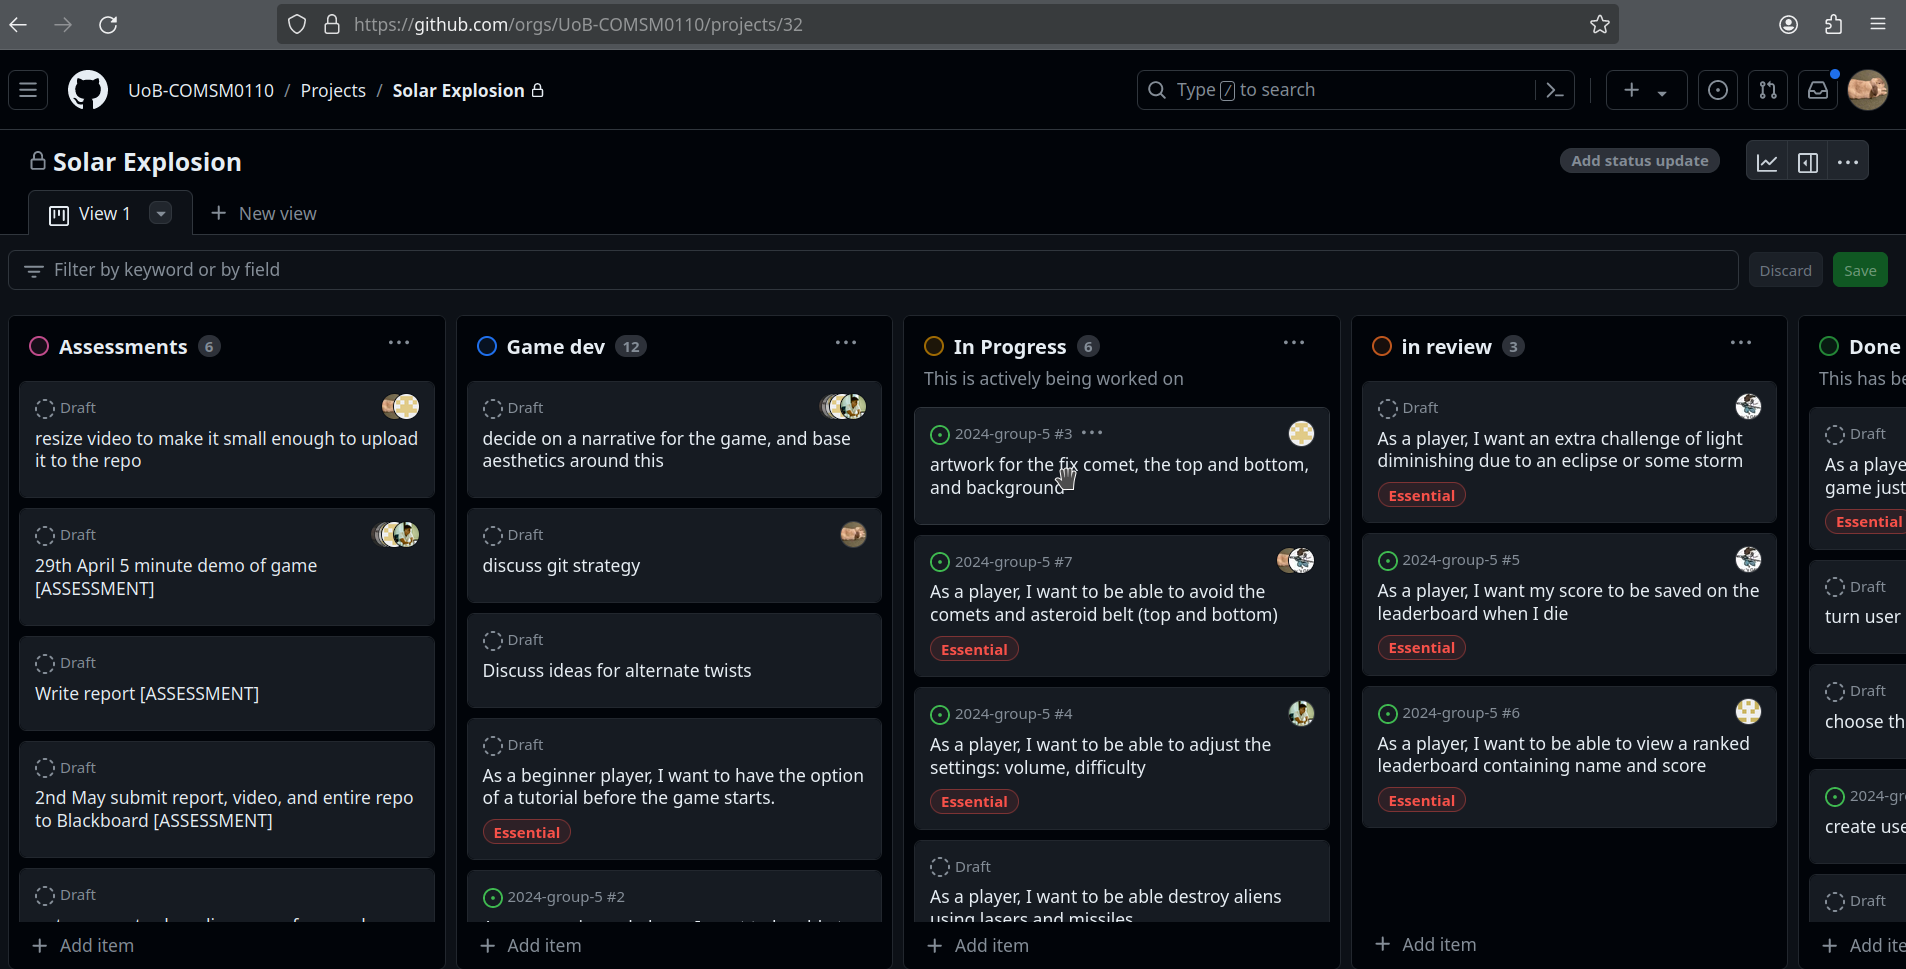 https://github.com/orgs/UoB-COMSM0110/projects/32
UoB-COMSM0110 / Projects / Solar Explosion
Type / to search
Solar Explosion
Add status update
View 1
New view
Filter by keyword or by field
Discard
Save
Assessments 6
Draft
resize video to make it small enough to upload
it to the repo
Draft
29th April 5 minute demo of game
[ASSESSMENT]
Draft
Write report [ASSESSMENT]
Draft
2nd May submit report, video, and entire repo
to Blackboard [ASSESSMENT]
Draft
Add item
Game dev 12
Draft
decide on a narrative for the game, and base
aesthetics around this
Draft
discuss git strategy
Draft
Discuss ideas for alternate twists
Draft
As a beginner player, I want to have the option
of a tutorial before the game starts.
Essential
2024-group-5 #2
Add item
In Progress 6
This is actively being worked on
2024-group-5 #3
artwork for the fix comet, the top and bottom,
and background
2024-group-5 #7
As a player, I want to be able to avoid the
comets and asteroid belt (top and bottom)
Essential
2024-group-5 #4
As a player, I want to be able to adjust the
settings: volume, difficulty
Essential
Draft
As a player, I want to be able destroy aliens
using lasers and missiles
Add item
in review 3
Draft
As a player, I want an extra challenge of light
diminishing due to an eclipse or some storm
Essential
2024-group-5 #5
As a player, I want my score to be saved on the
leaderboard when I die
Essential
2024-group-5 #6
As a player, I want to be able to view a ranked
leaderboard containing name and score
Essential
Add item
Done
This has be
Draft
As a playe
game just
Essential
Draft
turn user
Draft
choose th
2024-gr
create use
Draft
Add ite